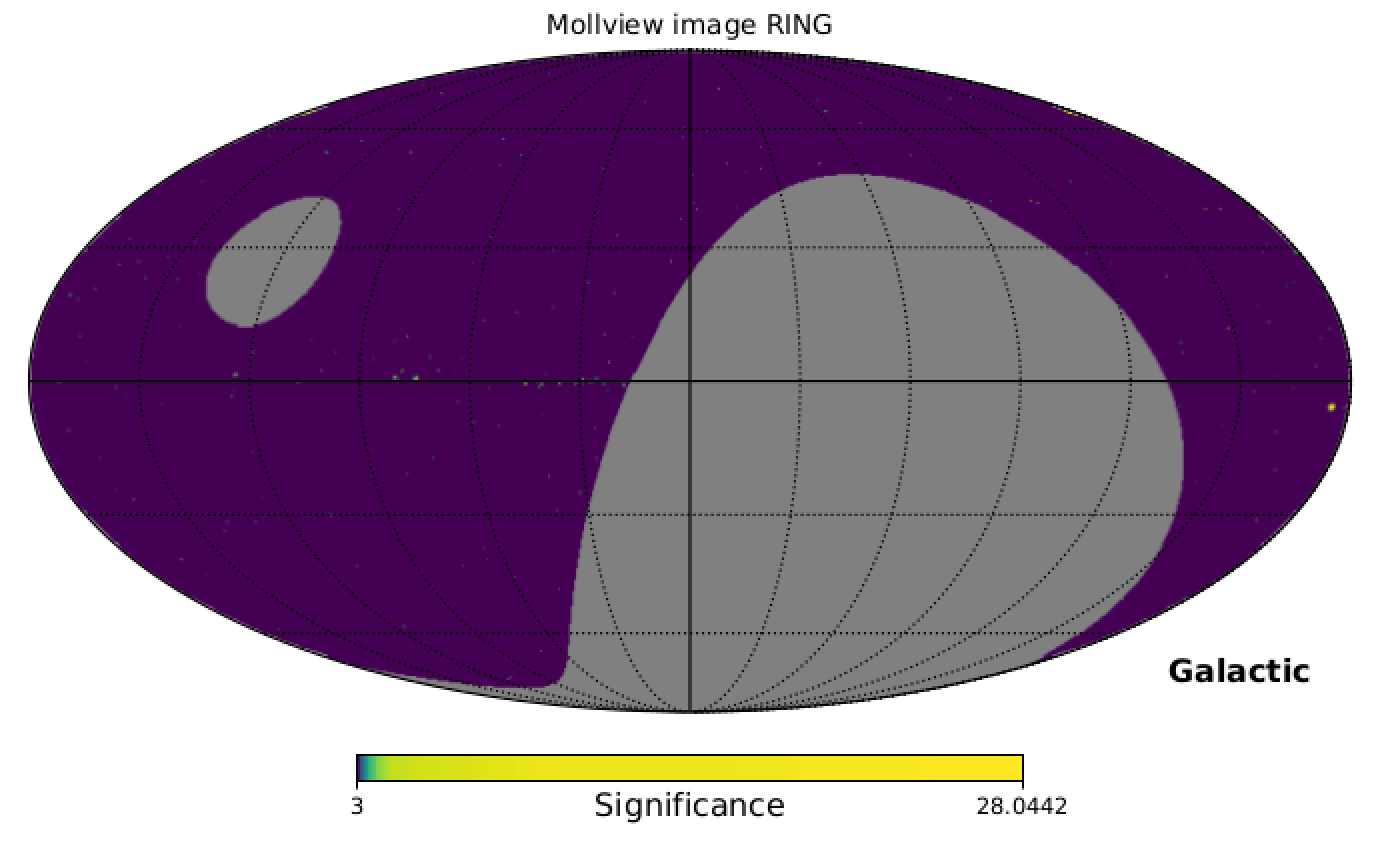 Mollview image RING
Galactic
3
28.0442
Significance